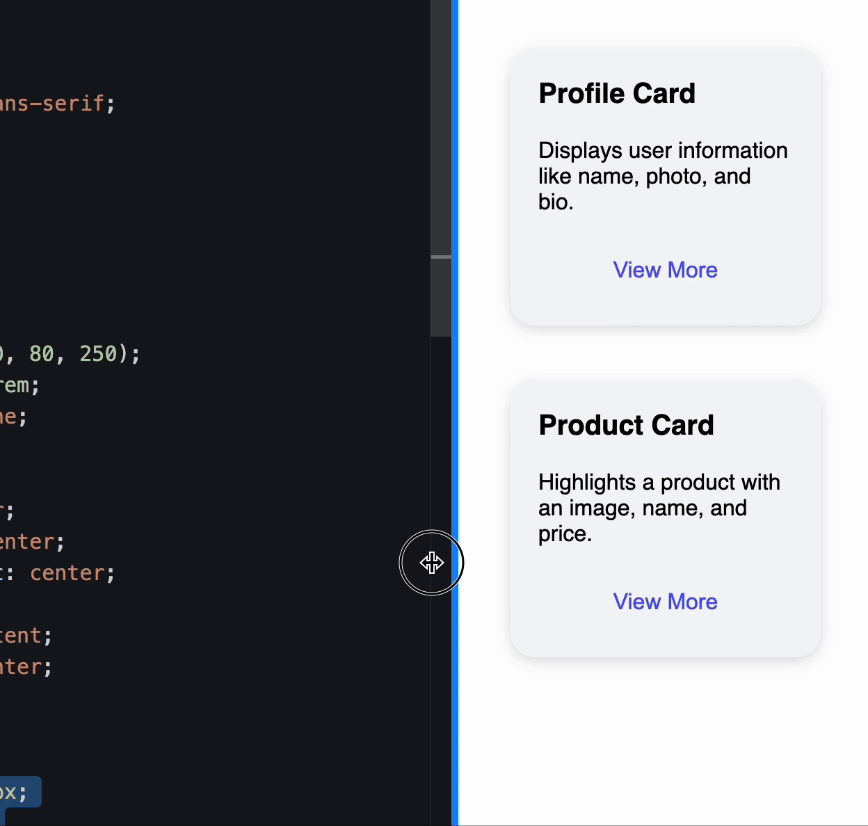 ans-serif;
, 80, 250);
rem;
ne;
;
enter;
: center;
tent;
nter;
ox;
Profile Card
Displays user information
like name, photo, and
bio.
View More
Product Card
Highlights a product with
an image, name, and
price.
View More